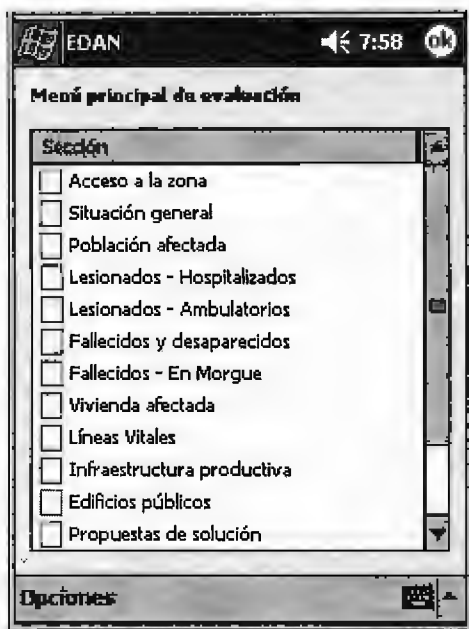 EDAN 7:58 ok
Menú principal de evaluación
Sección
Acceso a la zona
Situación general
Población afectada
Lesionados - Hospitalizados
Lesionados - Ambulatorios
Fallecidos y desaparecidos
Fallecidos - En Morgue
Vivienda afectada
Líneas Vitales
Infraestructura productiva
Edificios públicos
Propuestas de solución
Opciones